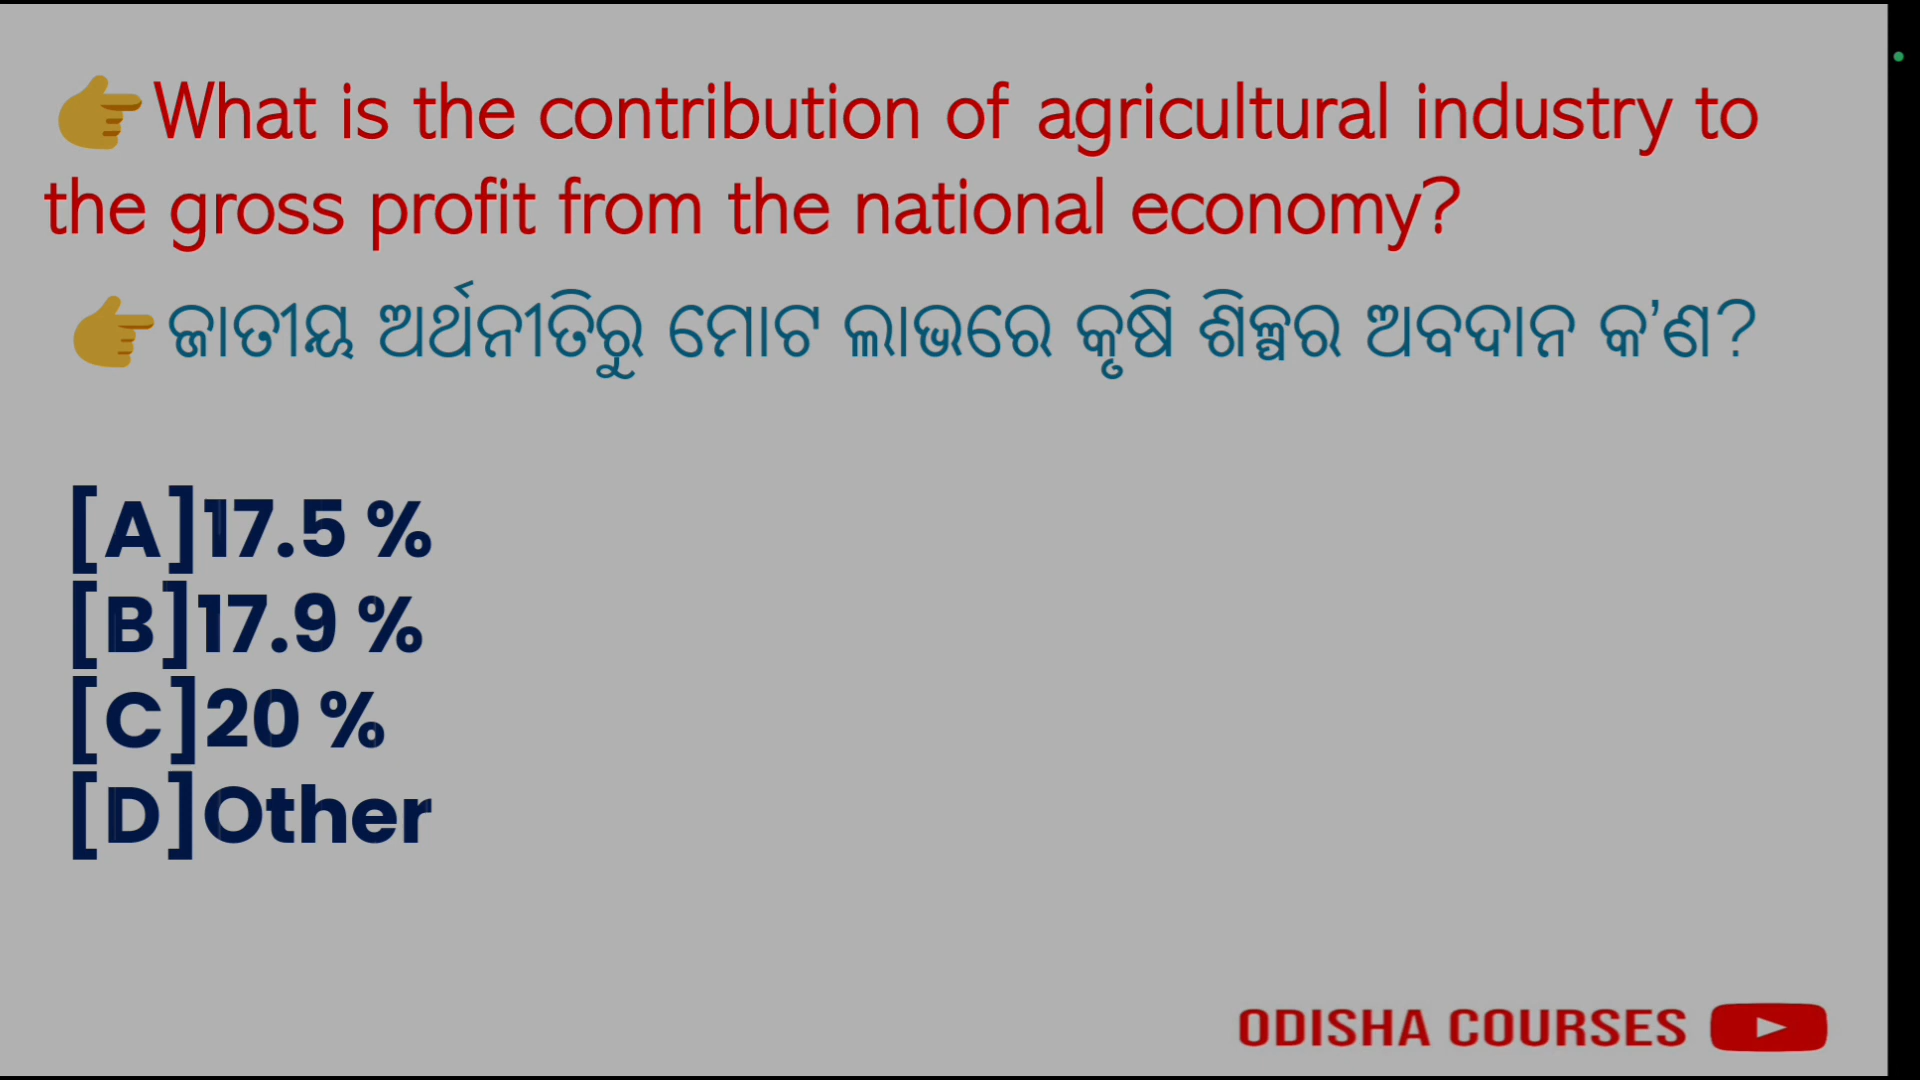 👉What is the contribution of agricultural industry to
the gross profit from the national economy?
👉ଜାତୀୟ ଅର୍ଥନୀତିରୁ ମୋଟ ଲାଭରେ କୃଷି ଶିଳ୍ପର ଅବଦାନ କ’ଣ?
[A]17.5 %
[B]17.9 %
[C]20 %
[D]Other
ODISHA COURSES